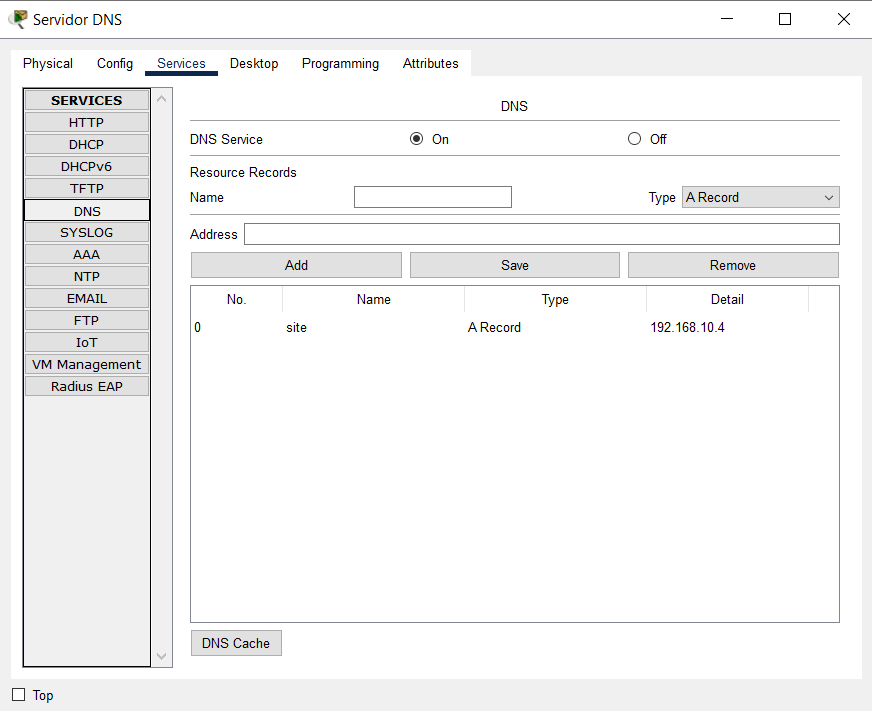 Servidor DNS
Physical Config Services Desktop Programming Attributes
SERVICES
HTTP
DHCP
DHCPv6
TFTP
DNS
SYSLOG
AAA
NTP
EMAIL
FTP
IoT
VM Management
Radius EAP
DNS
DNS Service On Off
Resource Records
Name Type A Record
Address
Add Save Remove
No. Name Type Detail
0 site A Record 192.168.10.4
DNS Cache
Top